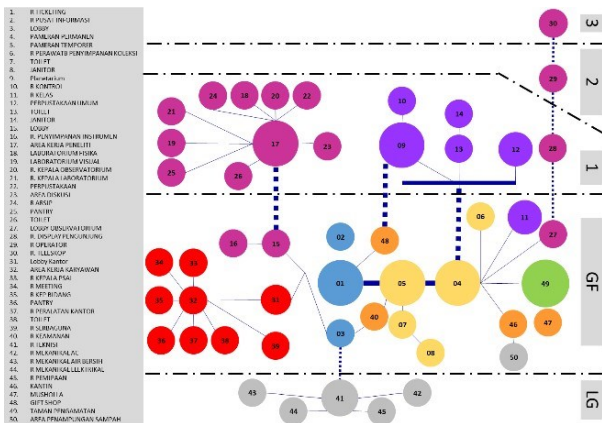 1. R TICKETING
2. R PUSAT INFORMASI
3. LOBBY
4. PAMERAN PERMANEN
5. PAMERAN TEMPORER
6. R PERAWATN PENYIMPANAN KOLEKSI
7. TOILET
8. JANITOR
9. Planetarium
10. R KONTROL
11. R KELAS
12. PERPUSTAKAAN UMUM
13. TOILET
14. JANITOR
15. LOBBY
16. R. PENYIMPANAN INSTRUMEN
17. AREA KERJA PENELITI
18. LABORATORIUM FISIKA
19. LABORATORIUM VISUAL
20. R. KEPALA OBSERVATORIUM
21. R. KEPALA LABORATORIUM
22. PERPUSTAKAAN
23. AREA DISKUSI
24. R ARSIP
25. PANTRY
26. TOILET
27. LOBBY OBSERVATORIUM
28. R. DISPLAY PENGUNJUNG
29. R OPERATOR
30. R. TELESKOP
31. Lobby Kantor
32. AREA KERJA KARYAWAN
33. R KEPALA
34. R MEETING
35. R KEP BIDANG
36. PANTRY
37. R PERALATAN KANTOR
38. TOILET
39. R SERBAGUNA
40. R KEAMANAN
41. R TEKNISI
42. R MEKANIKAL AC
43. R MEKANIKAL AIR BERSIH
44. R MEKANIKAL ELEKTRIKAL
45. R PEMIPAAN
46. KANTIN
47. MUSHOLLA
48. GIFT SHOP
49. TAMAN PENGAMATAN
50. AREA PENAMPUNGAN SAMPAH
30
3
29
2
24 18 20 22
21
10
14
17
23
19
09
13
12
28
1
25
26
06
11
02
48
27
16
15
34
33
01
05
04
49
GF
35
32
31
40
03
07
46
47
36
37
38
39
08
50
43
41
42
44
45
LG